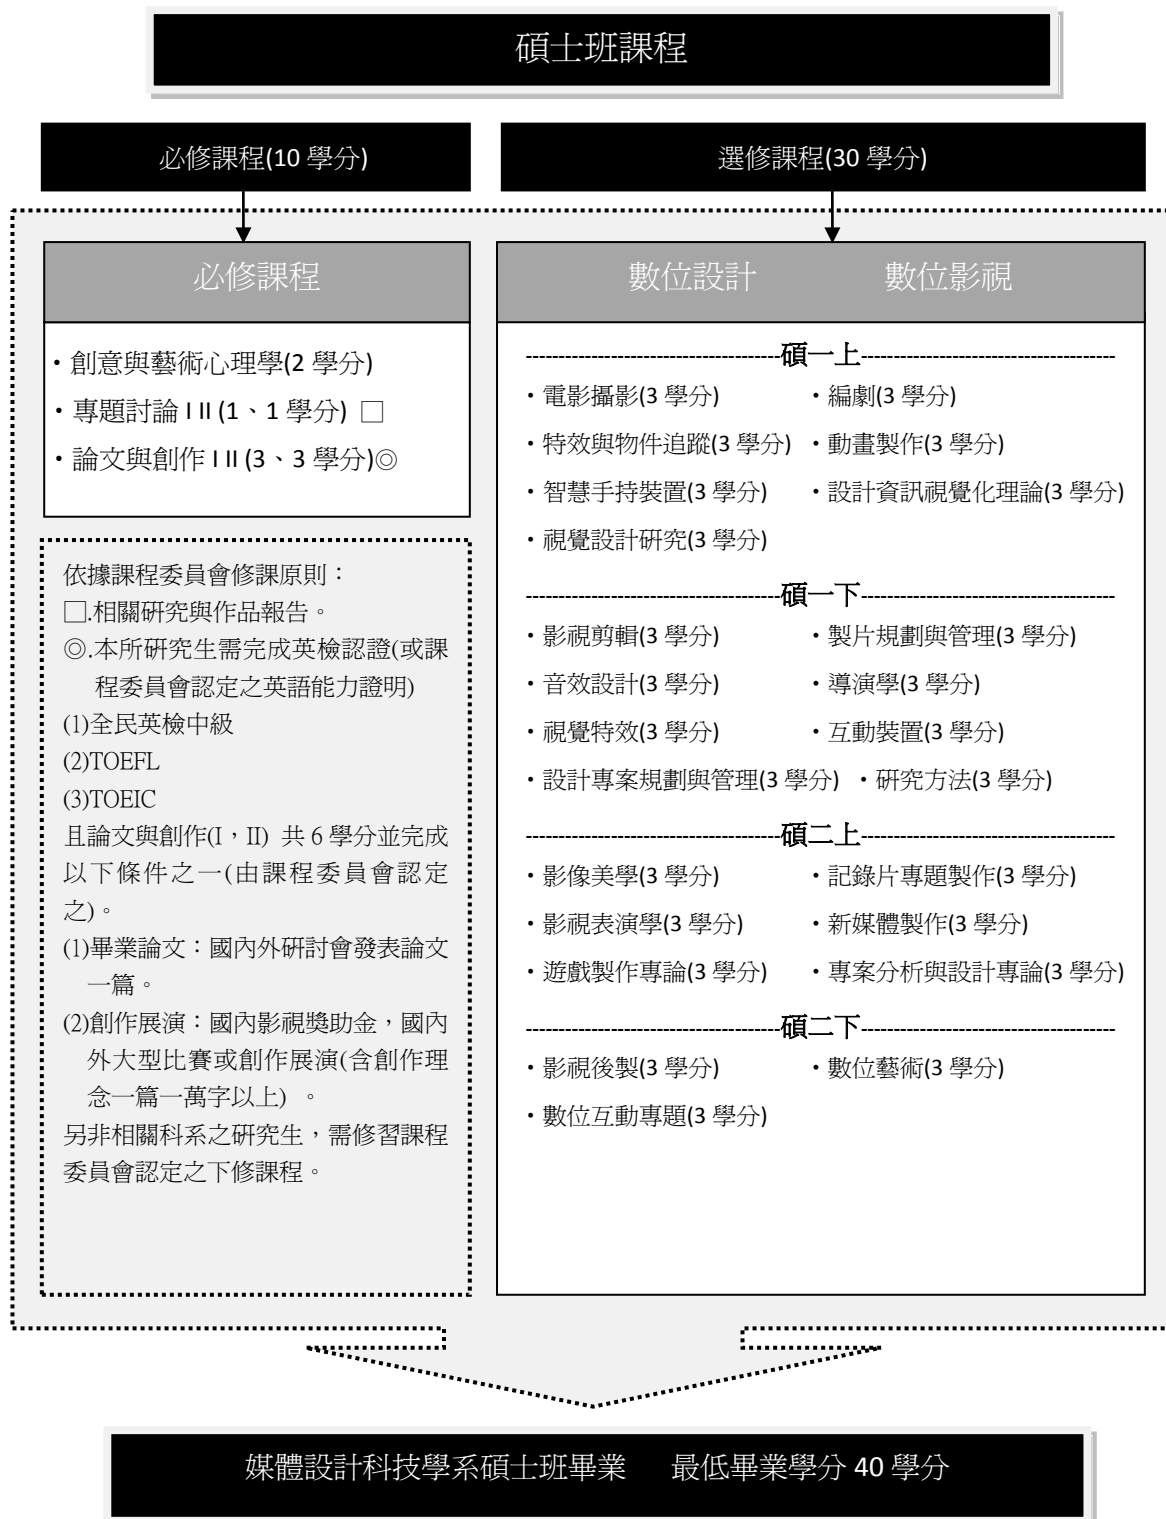 碩士班課程
必修課程(10 學分)
選修課程(30 學分)
必修課程
・創意與藝術心理學(2 學分)
・專題討論 I II (1、1 學分) □
・論文與創作 I II (3、3 學分)◎
依據課程委員會修課原則：
□.相關研究與作品報告。
◎.本所研究生需完成英檢認證(或課
程委員會認定之英語能力證明)
(1)全民英檢中級
(2)TOEFL
(3)TOEIC
且論文與創作(I，II) 共 6 學分並完成
以下條件之一(由課程委員會認定
之)。
(1)畢業論文：國內外研討會發表論文
一篇。
(2)創作展演：國內影視獎助金，國內
外大型比賽或創作展演(含創作理
念一篇一萬字以上) 。
另非相關科系之研究生，需修習課程
委員會認定之下修課程。
數位設計 數位影視
碩一上
・電影攝影(3 學分) ・編劇(3 學分)
・特效與物件追蹤(3 學分) ・動畫製作(3 學分)
・智慧手持裝置(3 學分) ・設計資訊視覺化理論(3 學分)
・視覺設計研究(3 學分)
碩一下
・影視剪輯(3 學分) ・製片規劃與管理(3 學分)
・音效設計(3 學分) ・導演學(3 學分)
・視覺特效(3 學分) ・互動裝置(3 學分)
・設計專案規劃與管理(3 學分) ・研究方法(3 學分)
碩二上
・影像美學(3 學分) ・記錄片專題製作(3 學分)
・影視表演學(3 學分) ・新媒體製作(3 學分)
・遊戲製作專論(3 學分) ・專案分析與設計專論(3 學分)
碩二下
・影視後製(3 學分) ・數位藝術(3 學分)
・數位互動專題(3 學分)
媒體設計科技學系碩士班畢業 最低畢業學分 40 學分